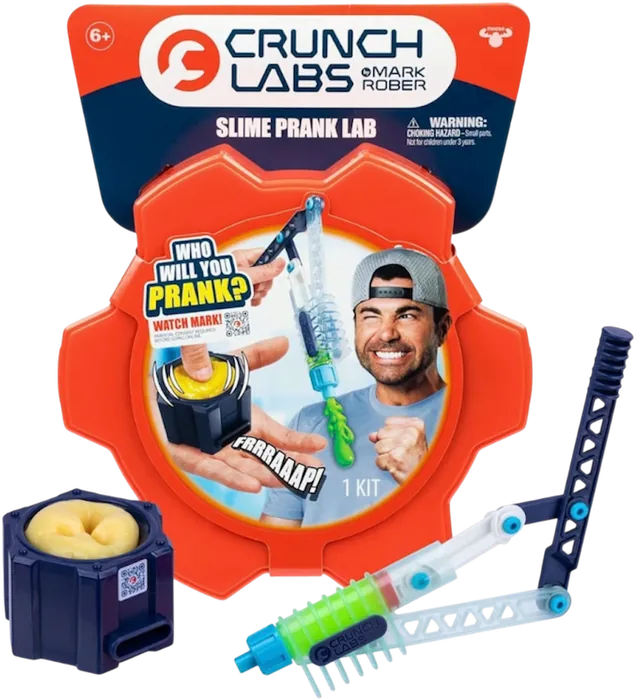 6+
CRUNCH
LABS
BY MARK
ROBER
SLIME PRANK LAB
WARNING:
CHOKING HAZARD – Small parts.
Not for children under 3 years.
WHO
WILL YOU
PRANK?
WATCH MARK!
FRRRAAAP!
1 KIT
CRUNCH
LABS